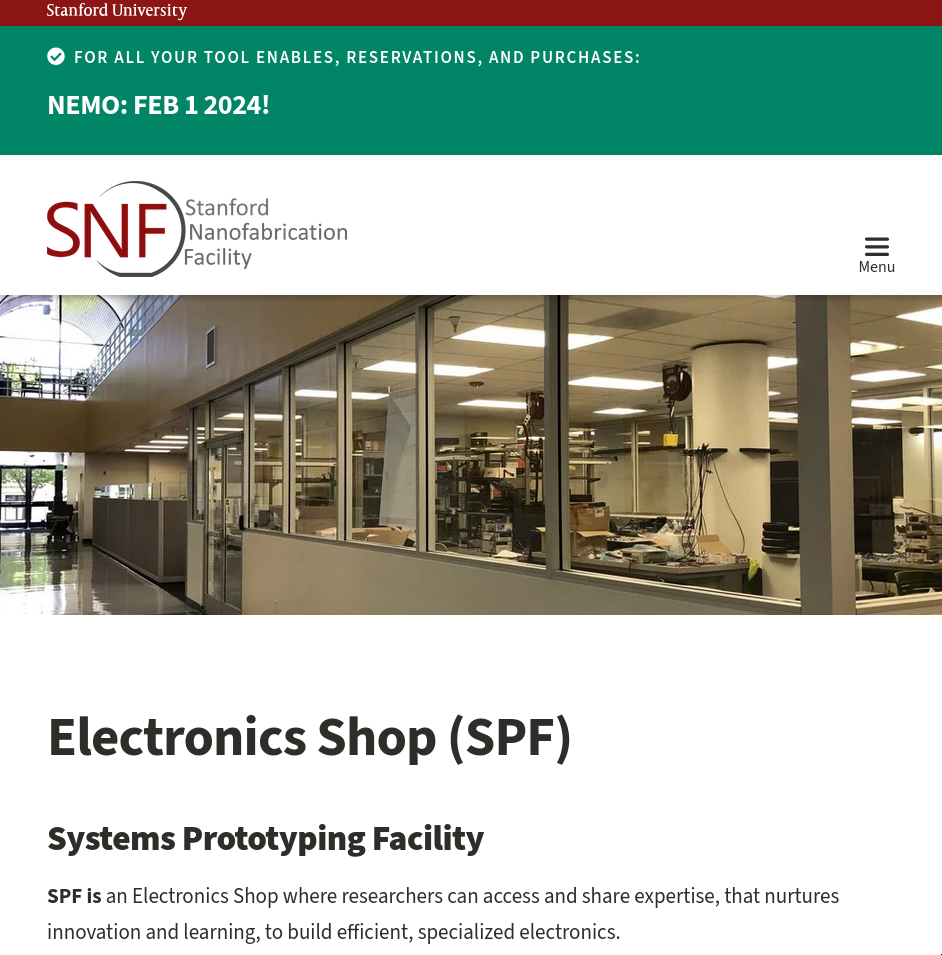 Stanford University
FOR ALL YOUR TOOL ENABLES, RESERVATIONS, AND PURCHASES:
NEMO: FEB 1 2024!
SNF
Stanford
Nanofabrication
Facility
Menu
Electronics Shop (SPF)
Systems Prototyping Facility
SPF is an Electronics Shop where researchers can access and share expertise, that nurtures
innovation and learning, to build efficient, specialized electronics.